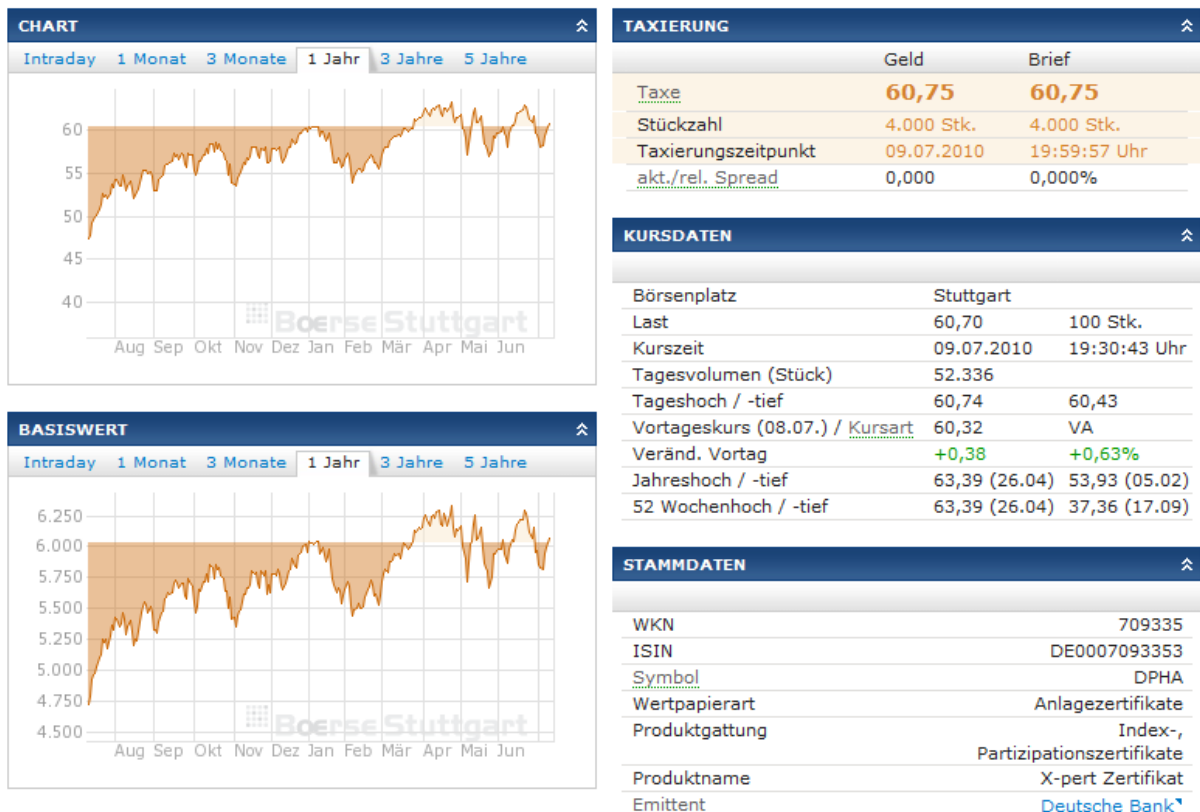 CHART
Intraday 1 Monat 3 Monate 1 Jahr 3 Jahre 5 Jahre
60
55
50
45
40
Boerse Stuttgart
Aug Sep Okt Nov Dez Jan Feb Mär Apr Mai Jun
BASISWERT
Intraday 1 Monat 3 Monate 1 Jahr 3 Jahre 5 Jahre
6.250
6.000
5.750
5.500
5.250
5.000
4.750
4.500
Boerse Stuttgart
Aug Sep Okt Nov Dez Jan Feb Mär Apr Mai Jun
TAXIERUNG
Geld Brief
Taxe 60,75 60,75
Stückzahl 4.000 Stk. 4.000 Stk.
Taxierungszeitpunkt 09.07.2010 19:59:57 Uhr
akt./rel. Spread 0,000 0,000%
KURSDATEN
Börsenplatz Stuttgart
Last 60,70 100 Stk.
Kurszeit 09.07.2010 19:30:43 Uhr
Tagesvolumen (Stück) 52.336
Tageshoch / -tief 60,74 60,43
Vortageskurs (08.07.) / Kursart 60,32 VA
Veränd. Vortag +0,38 +0,63%
Jahreshoch / -tief 63,39 (26.04) 53,93 (05.02)
52 Wochenhoch / -tief 63,39 (26.04) 37,36 (17.09)
STAMMDATEN
WKN 709335
ISIN DE0007093353
Symbol DPHA
Wertpapierart Anlagezertifikate
Produktgattung Index-,
Partizipationszertifikate
Produktname X-pert Zertifikat
Emittent Deutsche Bank